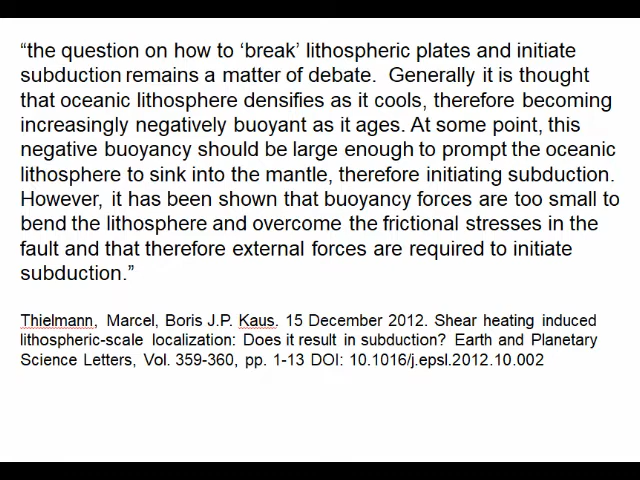 “the question on how to ‘break’ lithospheric plates and initiate
subduction remains a matter of debate.  Generally it is thought
that oceanic lithosphere densifies as it cools, therefore becoming
increasingly negatively buoyant as it ages. At some point, this
negative buoyancy should be large enough to prompt the oceanic
lithosphere to sink into the mantle, therefore initiating subduction.
However, it has been shown that buoyancy forces are too small to
bend the lithosphere and overcome the frictional stresses in the
fault and that therefore external forces are required to initiate
subduction.”
Thielmann, Marcel, Boris J.P. Kaus. 15 December 2012. Shear heating induced
lithospheric-scale localization: Does it result in subduction? Earth and Planetary
Science Letters, Vol. 359-360, pp. 1-13 DOI: 10.1016/j.epsl.2012.10.002